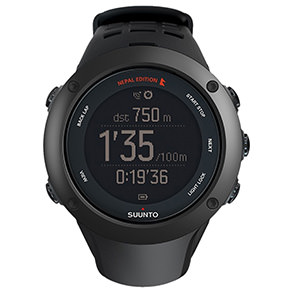 NEPAL EDITION
BACK LAP
START STOP
dst 750 m
1'35 /100m
NEXT
0:19'36
VIEW
LIGHT LOCK
SUUNTO